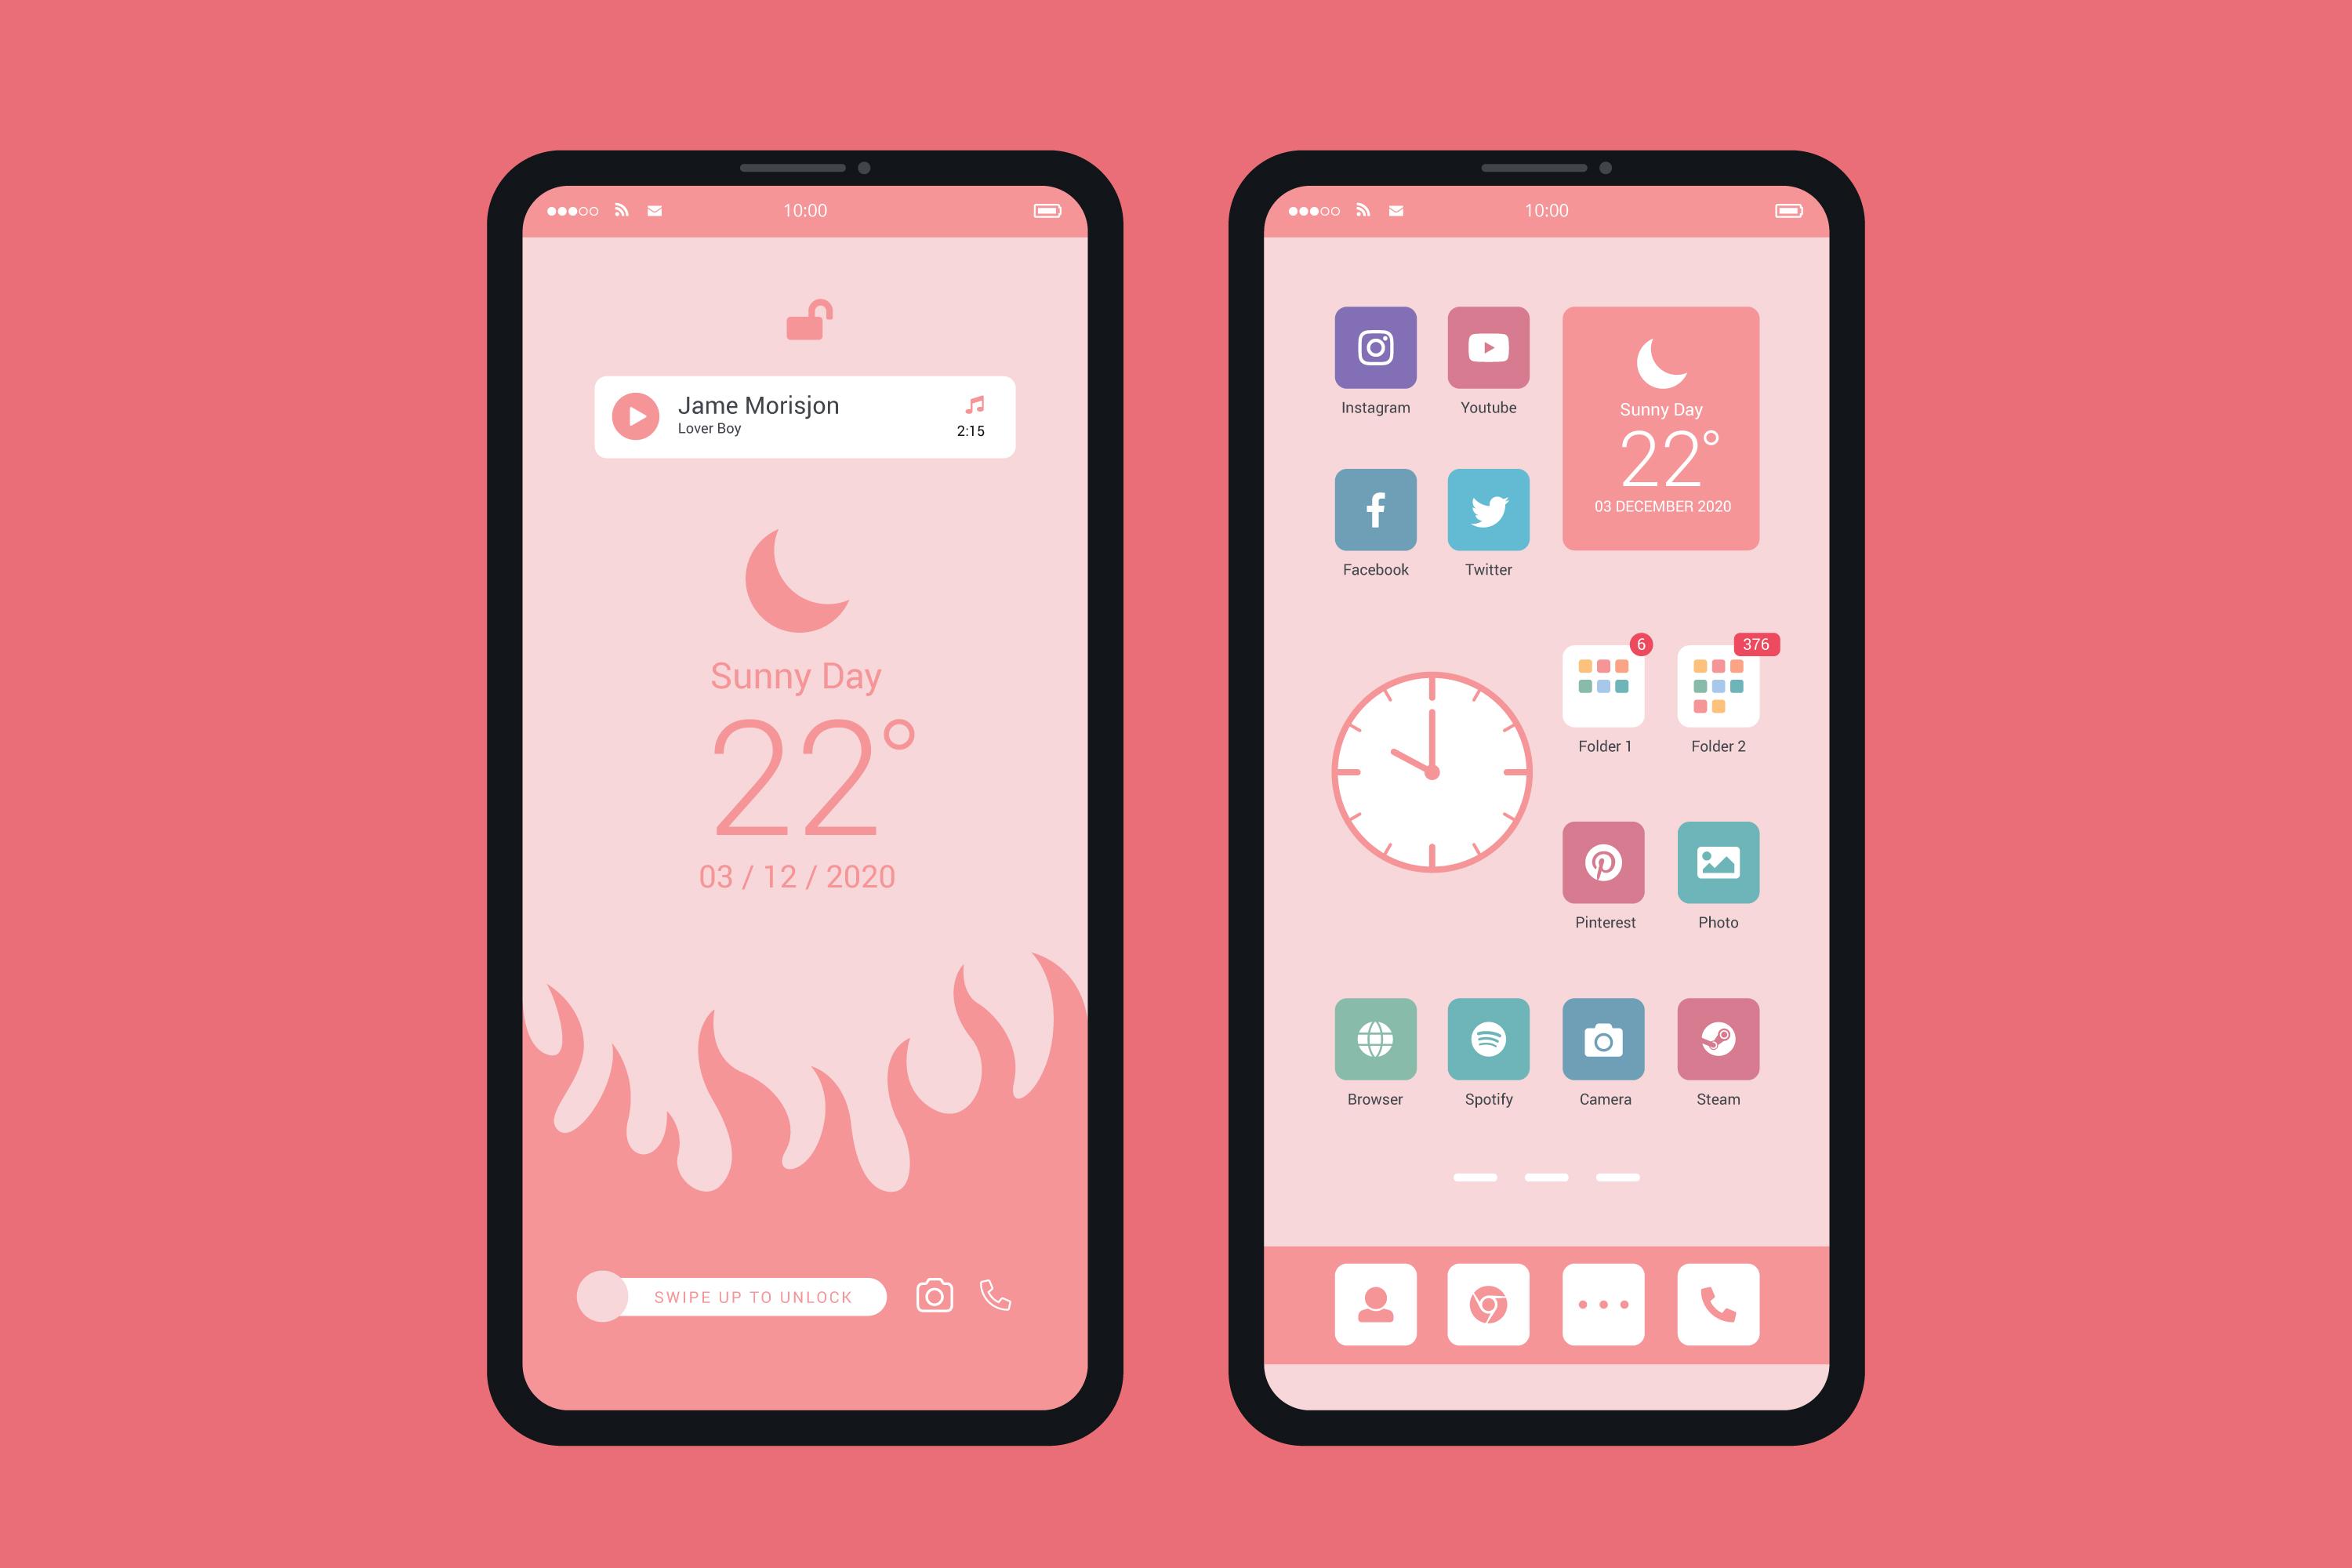 10:00
Jame Morisjon
Lover Boy
2:15
Sunny Day
22°
03 / 12 / 2020
SWIPE UP TO UNLOCK
10:00
Instagram
Youtube
Facebook
Twitter
Sunny Day
22°
03 DECEMBER 2020
6
376
Folder 1
Folder 2
Pinterest
Photo
Browser
Spotify
Camera
Steam